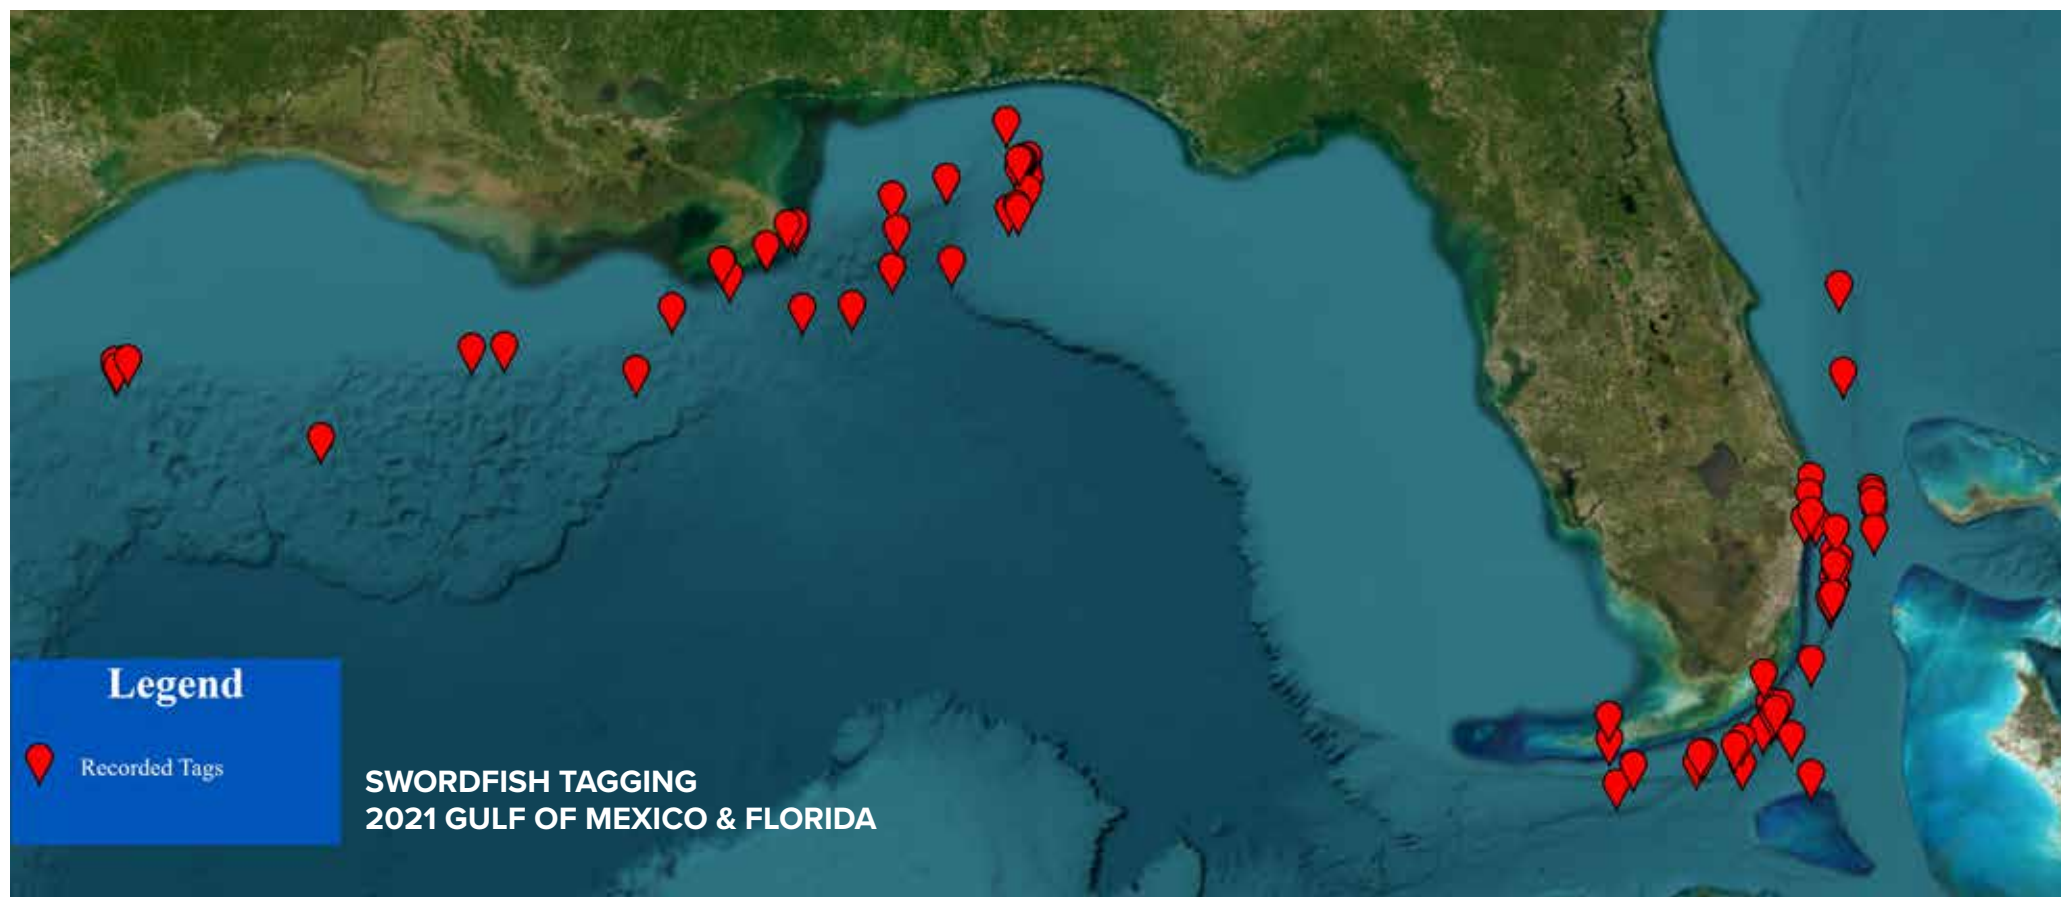 Legend
Recorded Tags
SWORDFISH TAGGING
2021 GULF OF MEXICO & FLORIDA